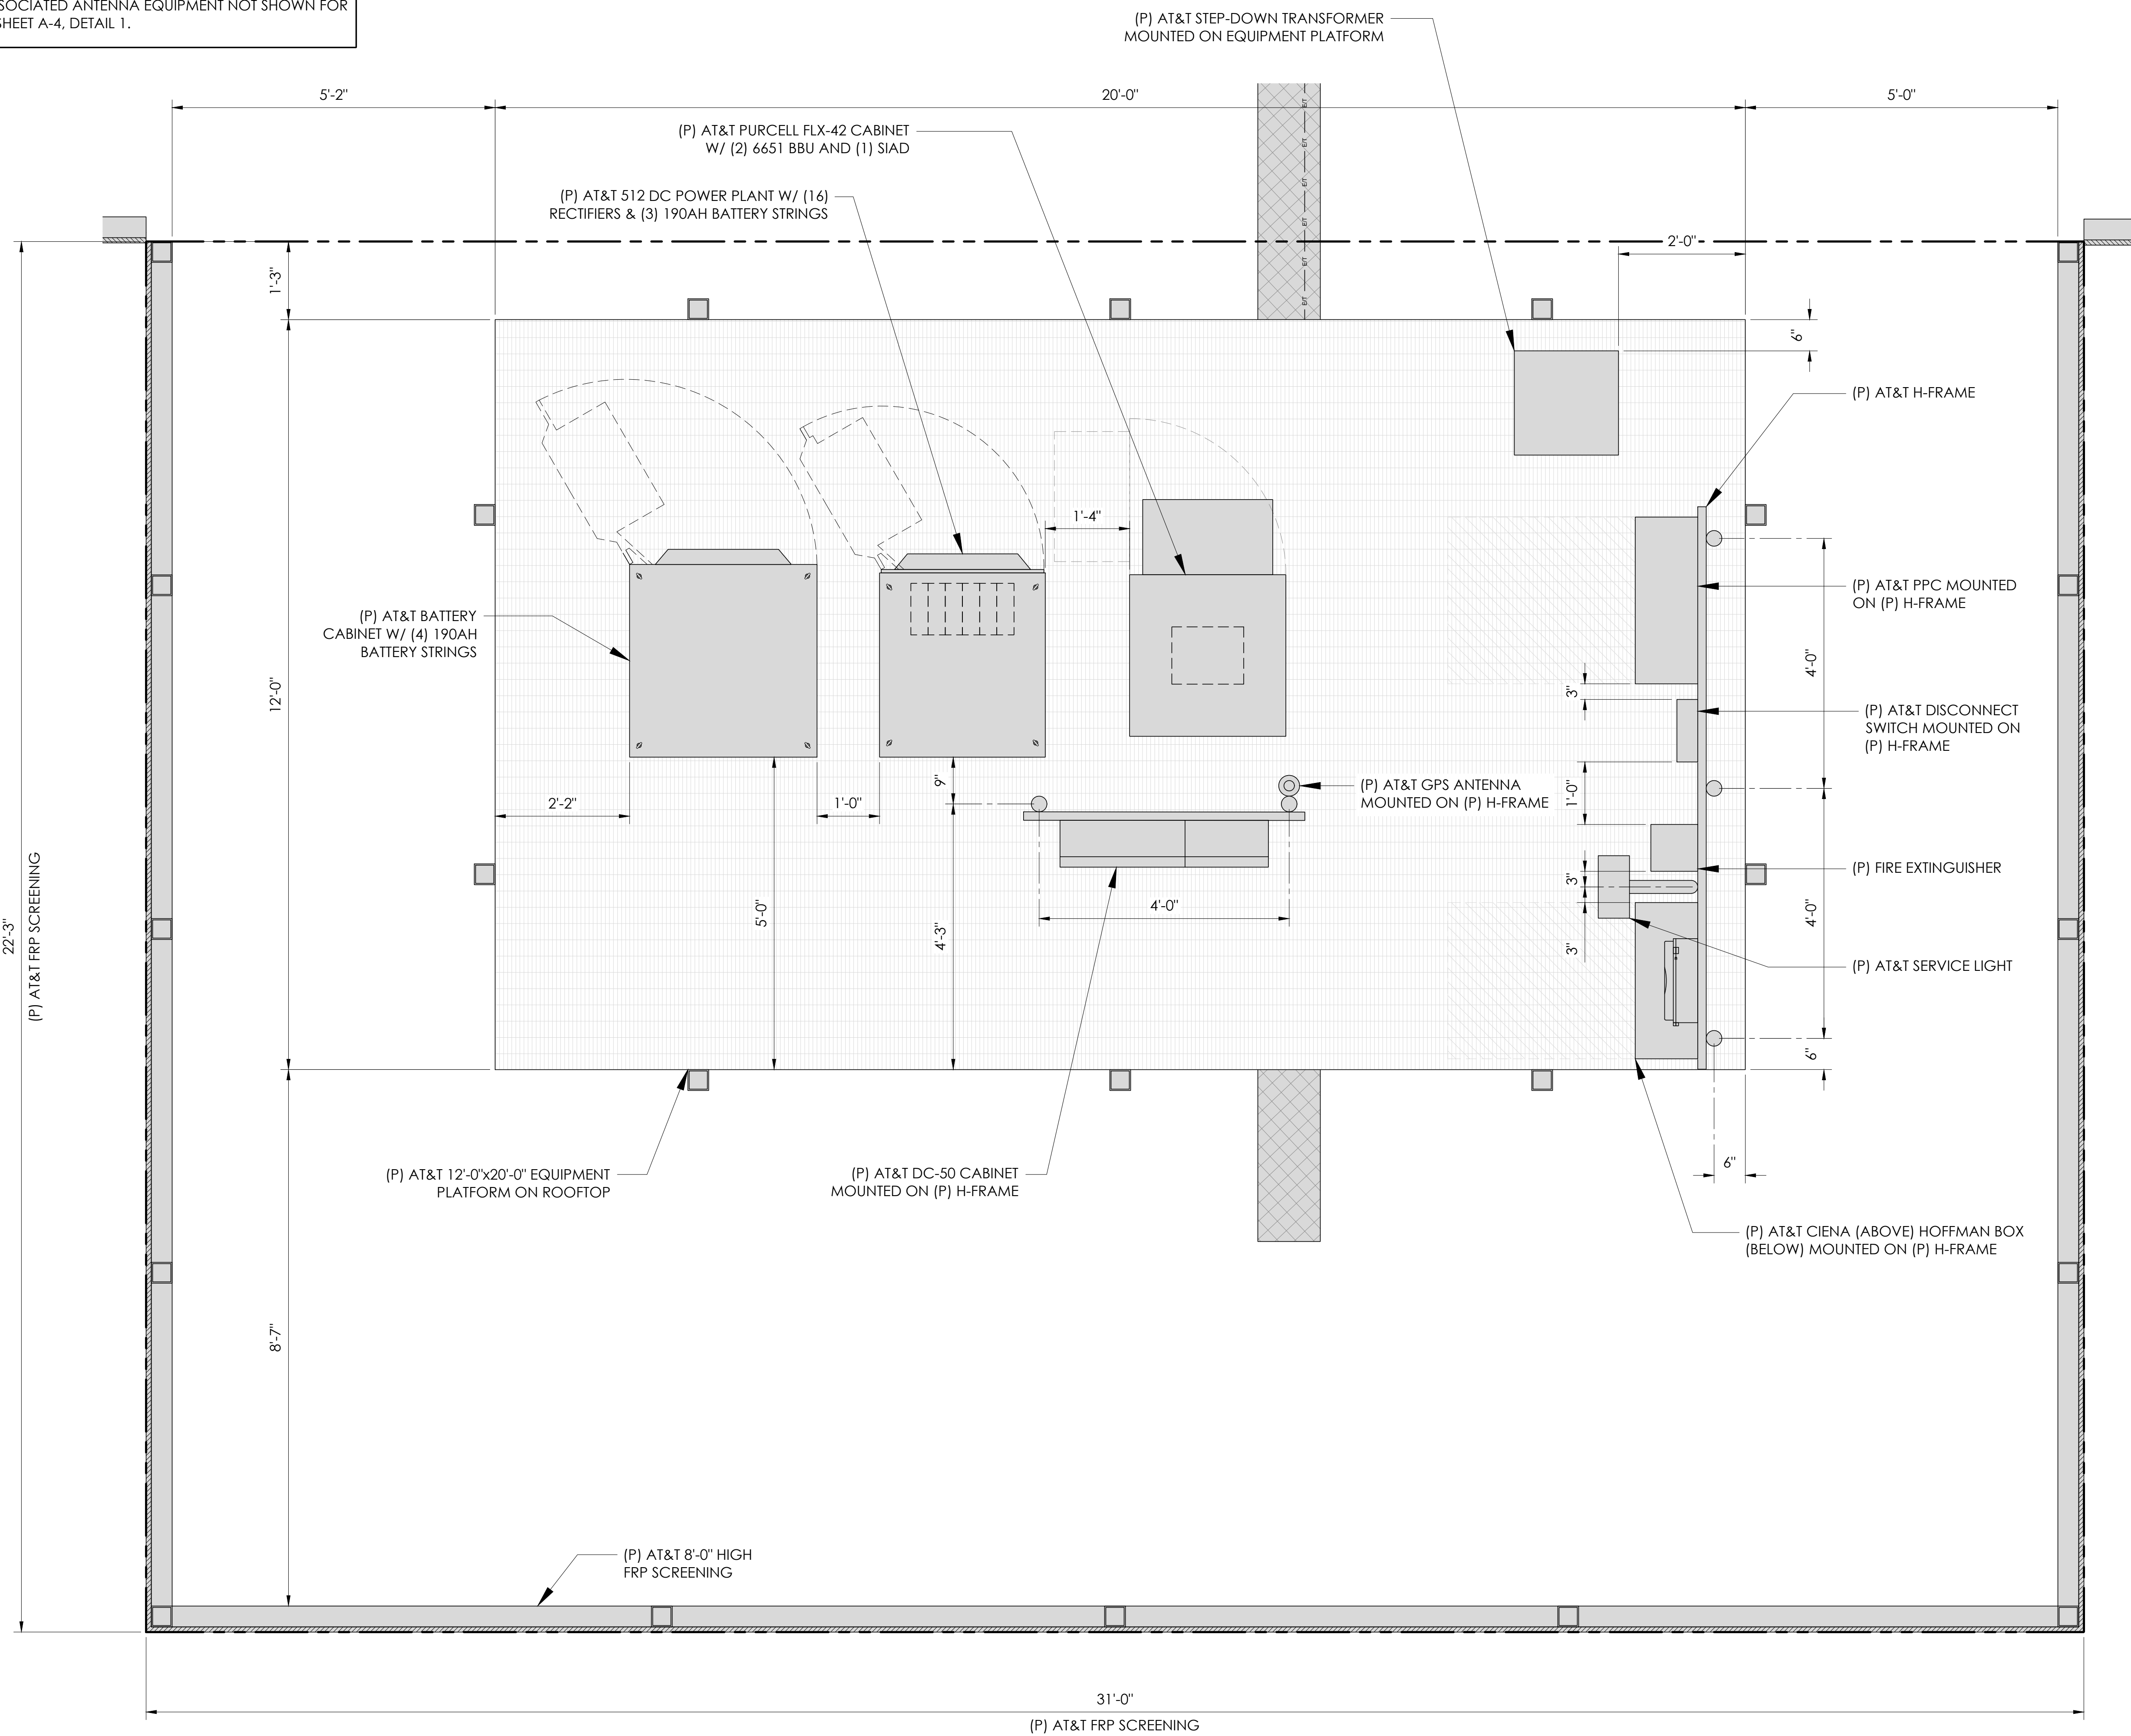 SOCIATED ANTENNA EQUIPMENT NOT SHOWN FOR
SHEET A-4, DETAIL 1.
(P) AT&T STEP-DOWN TRANSFORMER
MOUNTED ON EQUIPMENT PLATFORM
5'-2"
20'-0"
5'-0"
(P) AT&T PURCELL FLX-42 CABINET
W/ (2) 6651 BBU AND (1) SIAD
(P) AT&T 512 DC POWER PLANT W/ (16)
RECTIFIERS & (3) 190AH BATTERY STRINGS
E/T
E/T
E/T
E/T
E/T
E/T
2'-0"
1'-3"
6"
(P) AT&T H-FRAME
1'-4"
(P) AT&T PPC MOUNTED
ON (P) H-FRAME
(P) AT&T BATTERY
CABINET W/ (4) 190AH
BATTERY STRINGS
4'-0"
12'-0"
3"
(P) AT&T DISCONNECT
SWITCH MOUNTED ON
(P) H-FRAME
9"
(P) AT&T GPS ANTENNA
MOUNTED ON (P) H-FRAME
1'-0"
2'-2"
1'-0"
(P) FIRE EXTINGUISHER
3"
4'-0"
4'-0"
5'-0"
4'-3"
3"
(P) AT&T SERVICE LIGHT
22'-3"
(P) AT&T FRP SCREENING
6"
(P) AT&T 12'-0"x20'-0" EQUIPMENT
PLATFORM ON ROOFTOP
(P) AT&T DC-50 CABINET
MOUNTED ON (P) H-FRAME
6"
(P) AT&T CIENA (ABOVE) HOFFMAN BOX
(BELOW) MOUNTED ON (P) H-FRAME
8'-7"
(P) AT&T 8'-0" HIGH
FRP SCREENING
31'-0"
(P) AT&T FRP SCREENING